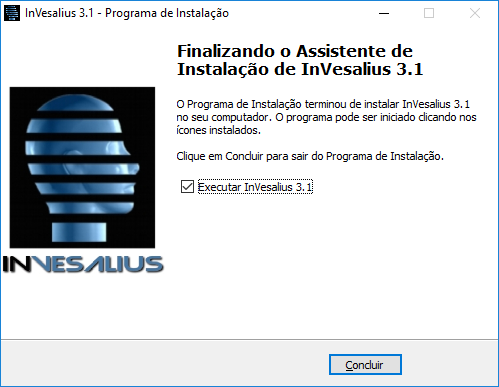 InVesalius 3.1 - Programa de Instalação
Finalizando o Assistente de
Instalação de InVesalius 3.1
O Programa de Instalação terminou de instalar InVesalius 3.1
no seu computador. O programa pode ser iniciado clicando nos
ícones instalados.
Clique em Concluir para sair do Programa de Instalação.
Executar InVesalius 3.1
INVESALIUS
Concluir